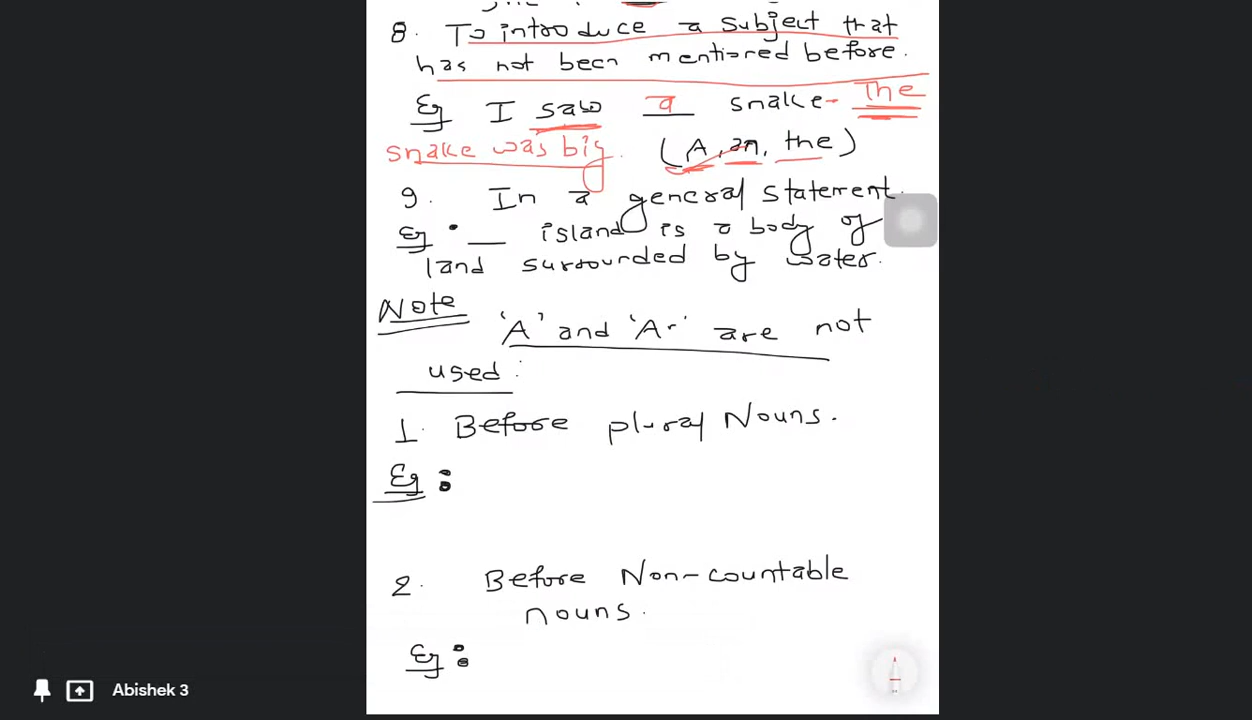 8. To introduce a subject that
has not been mentioned before.
Eg I saw a snake- The
snake was big. (A, an, the)
9. In a general statement.
Eg • __ island is a body of
land surrounded by water.
Note 'A' and 'An' are not
used:
1. Before plural Nouns.
Eg :
2. Before Non-countable
nouns.
Eg :
Abishek 3